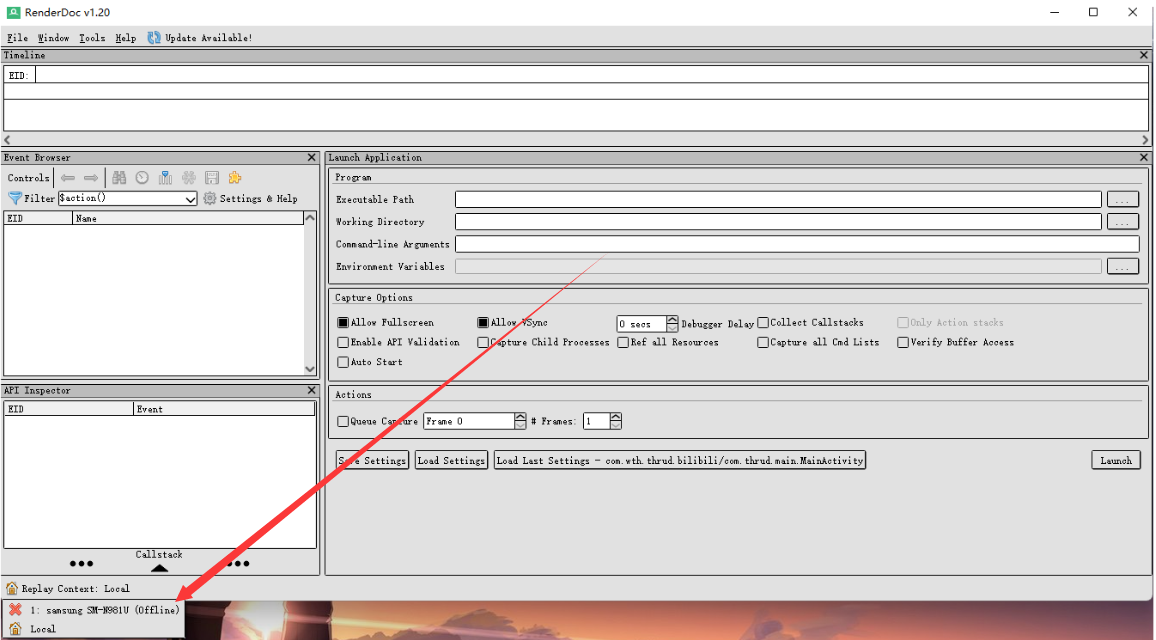 RenderDoc v1.20
File Window Tools Help Update Available!
Timeline
EID:
Event Browser
Controls
Filter $action() Settings & Help
EID Name
API Inspector
EID Event
Callstack
Launch Application
Program
Executable Path ...
Working Directory ...
Command-line Arguments
Environment Variables ...
Capture Options
Allow Fullscreen Allow VSync 0 secs Debugger Delay Collect Callstacks Only Action stacks
Enable API Validation Capture Child Processes Ref all Resources Capture all Cmd Lists Verify Buffer Access
Auto Start
Actions
Queue Capture Frame 0 # Frames: 1
Save Settings Load Settings Load Last Settings - com.wth.thrud.bilibili/com.thrud.main.MainActivity Launch
Replay Context: Local
1: samsung SM-N981U (Offline)
Local